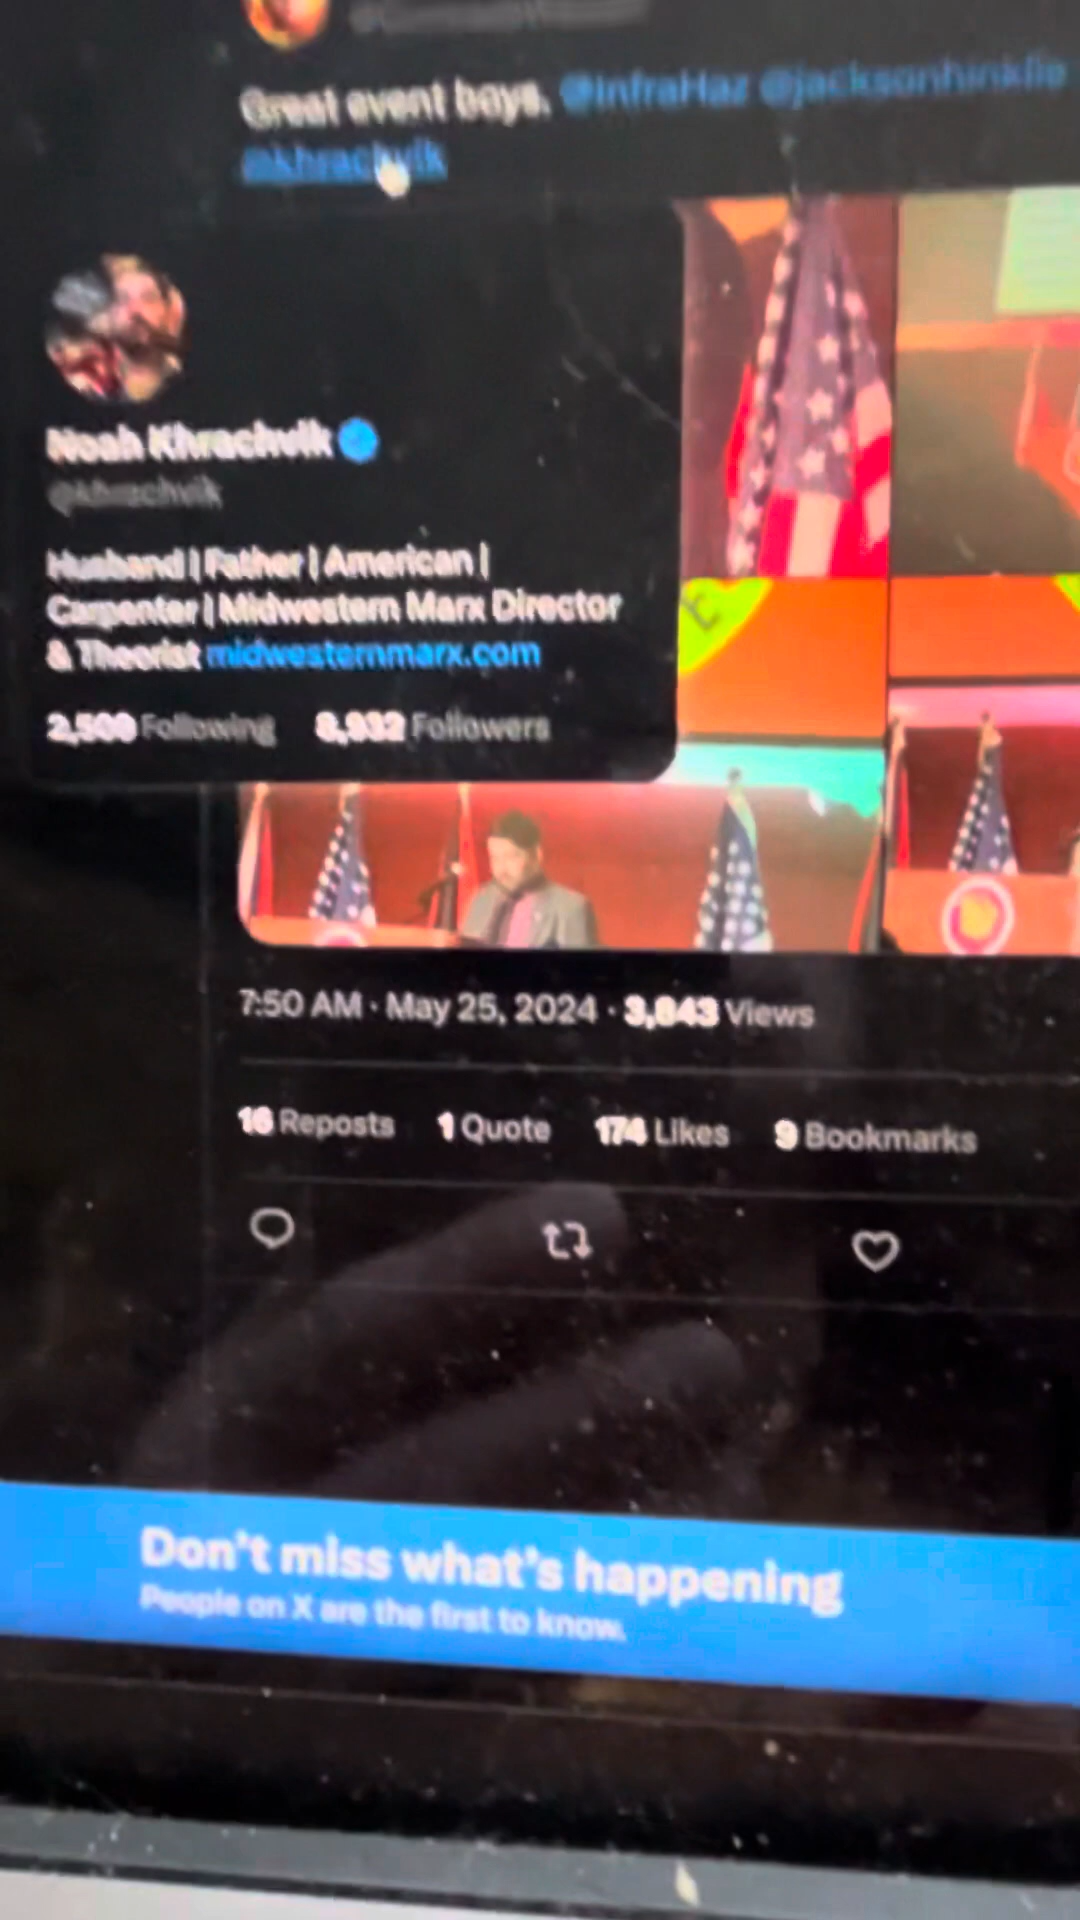 Great event boys. @InfraHaz @jacksonhinklle
@khrachvik
Noah Khrachvik
@khrachvik
Husband | Father | American |
Carpenter | Midwestern Marx Director
& Theorist midwesternmarx.com
2,509 Following 8,932 Followers
7:50 AM · May 25, 2024 · 3,843 Views
16 Reposts 1 Quote 174 Likes 9 Bookmarks
Don't miss what's happening
People on X are the first to know.